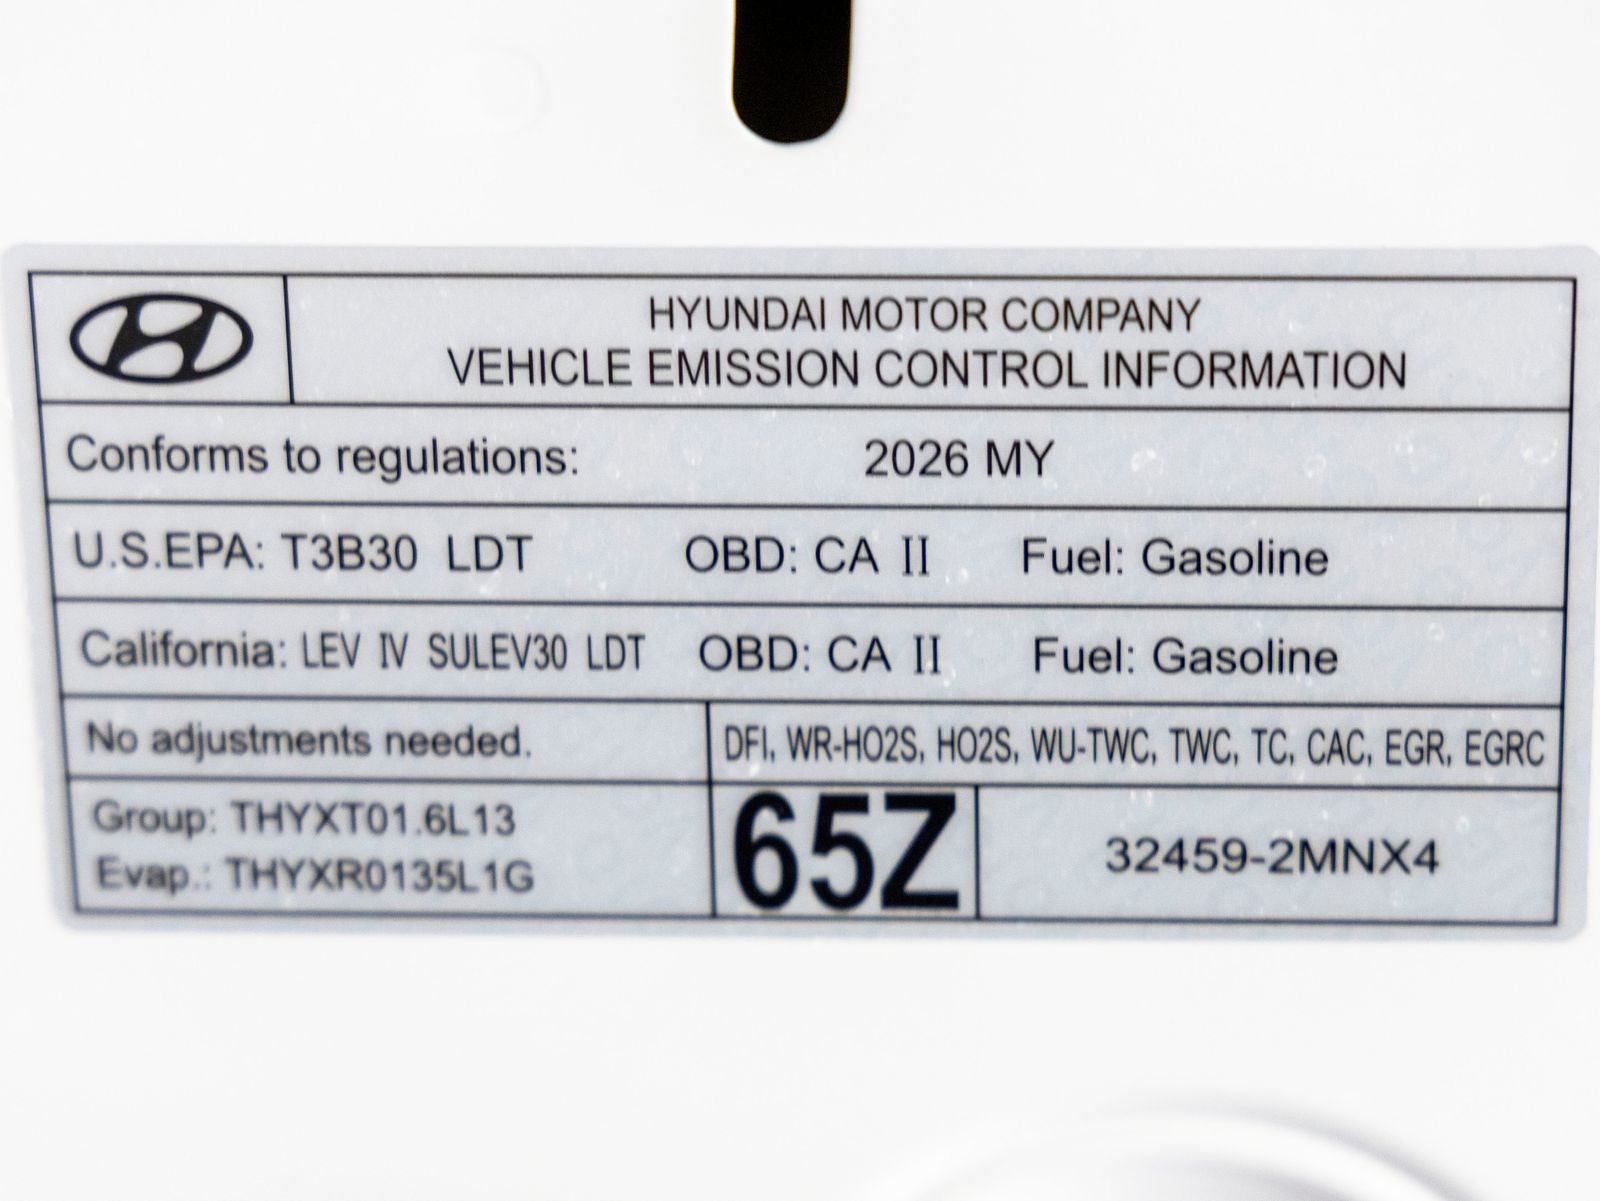 HYUNDAI MOTOR COMPANY
VEHICLE EMISSION CONTROL INFORMATION
Conforms to regulations: 2026 MY
U.S.EPA: T3B30 LDT OBD: CA II Fuel: Gasoline
California: LEV IV SULEV30 LDT OBD: CA II Fuel: Gasoline
No adjustments needed.
DFI, WR-HO2S, HO2S, WU-TWC, TWC, TC, CAC, EGR, EGRC
Group: THYXT01.6L13
Evap.: THYXR0135L1G
65Z
32459-2MNX4